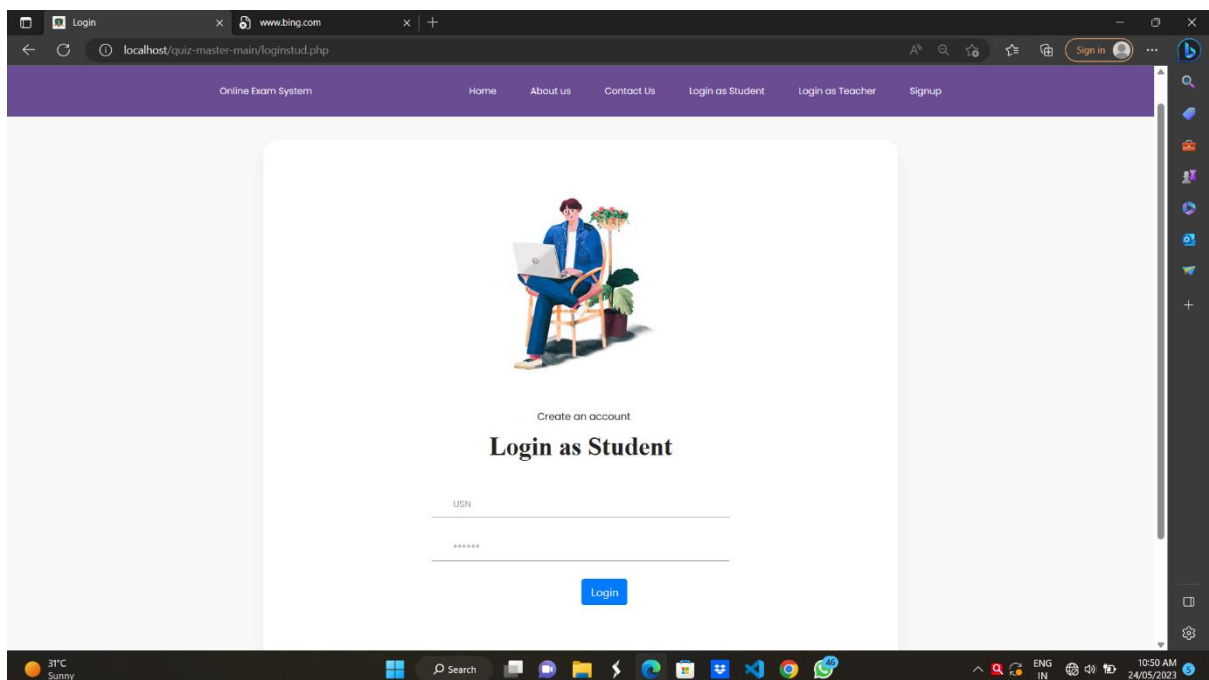 Login
www.bing.com
localhost/quiz-master-main/loginstud.php
Sign in
Online Exam System Home About us Contact Us Login as Student Login as Teacher Signup
Create an account
Login as Student
USN
******
Login
31°C
Sunny
Search
46
ENG
IN
10:50 AM
24/05/2023
5